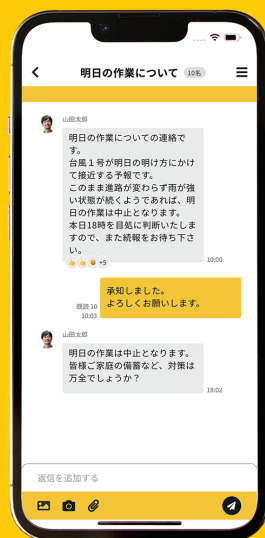 明日の作業について 10名
山田太郎
明日の作業についての連絡で
す。
台風１号が明日の明け方にかけ
て接近する予報です。
このまま進路が変わらず雨が強
い状態が続くようであれば、明
日の作業は中止となります。
本日18時を目処に判断いたしま
すので、また続報をお待ち下さ
い。
+5
10:00
承知しました。
よろしくお願いします。
既読 10
10:03
山田太郎
明日の作業は中止となります。
皆様ご家庭の備蓄など、対策は
万全でしょうか？
18:02
返信を追加する